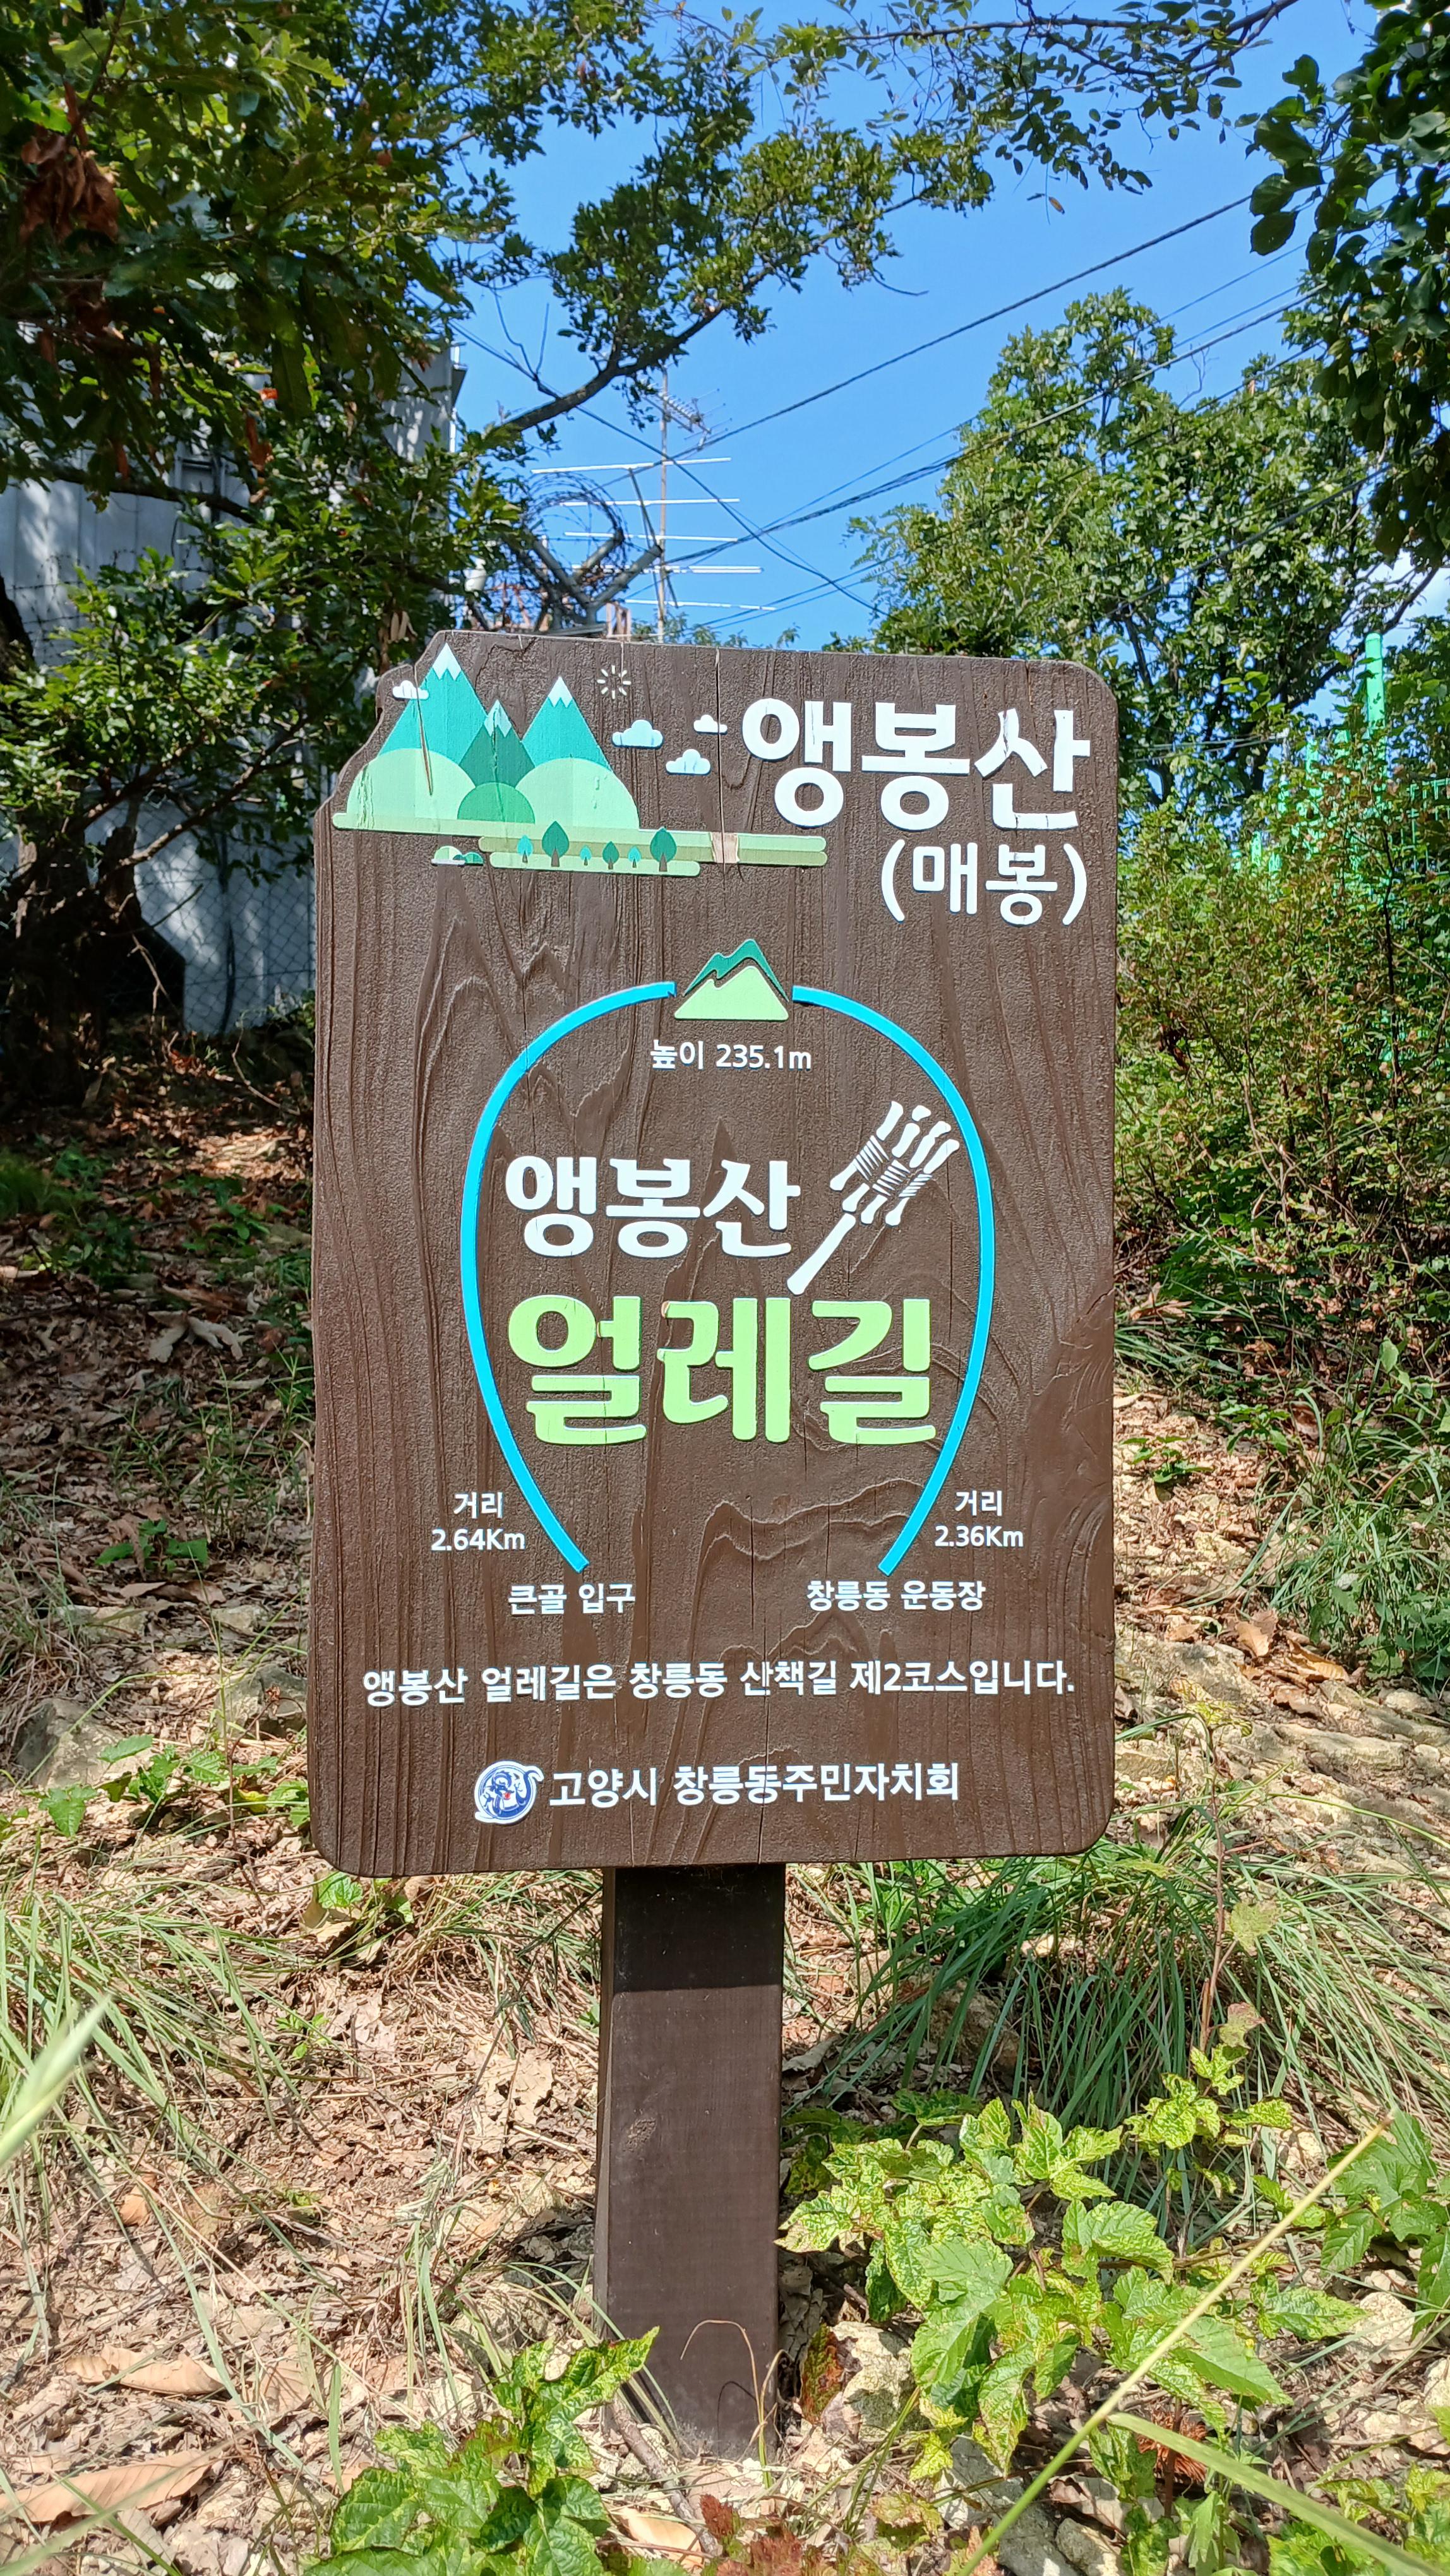 앵봉산
(매봉)
높이 235.1m
앵봉산
얼레길
거리
2.64Km
거리
2.36Km
큰골 입구
창릉동 운동장
앵봉산 얼레길은 창릉동 산책길 제2코스입니다.
고양시 창릉동주민자치회